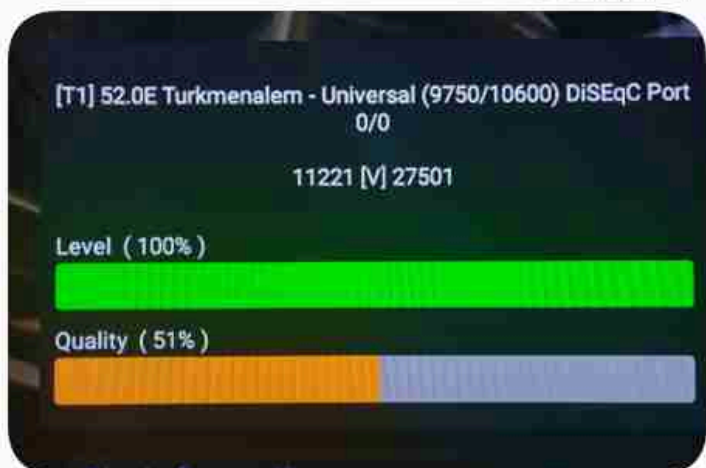 [T1] 52.0E Turkmenalem - Universal (9750/10600) DiSEqC Port
0/0
11221 [V] 27501
Level ( 100% )
Quality ( 51% )